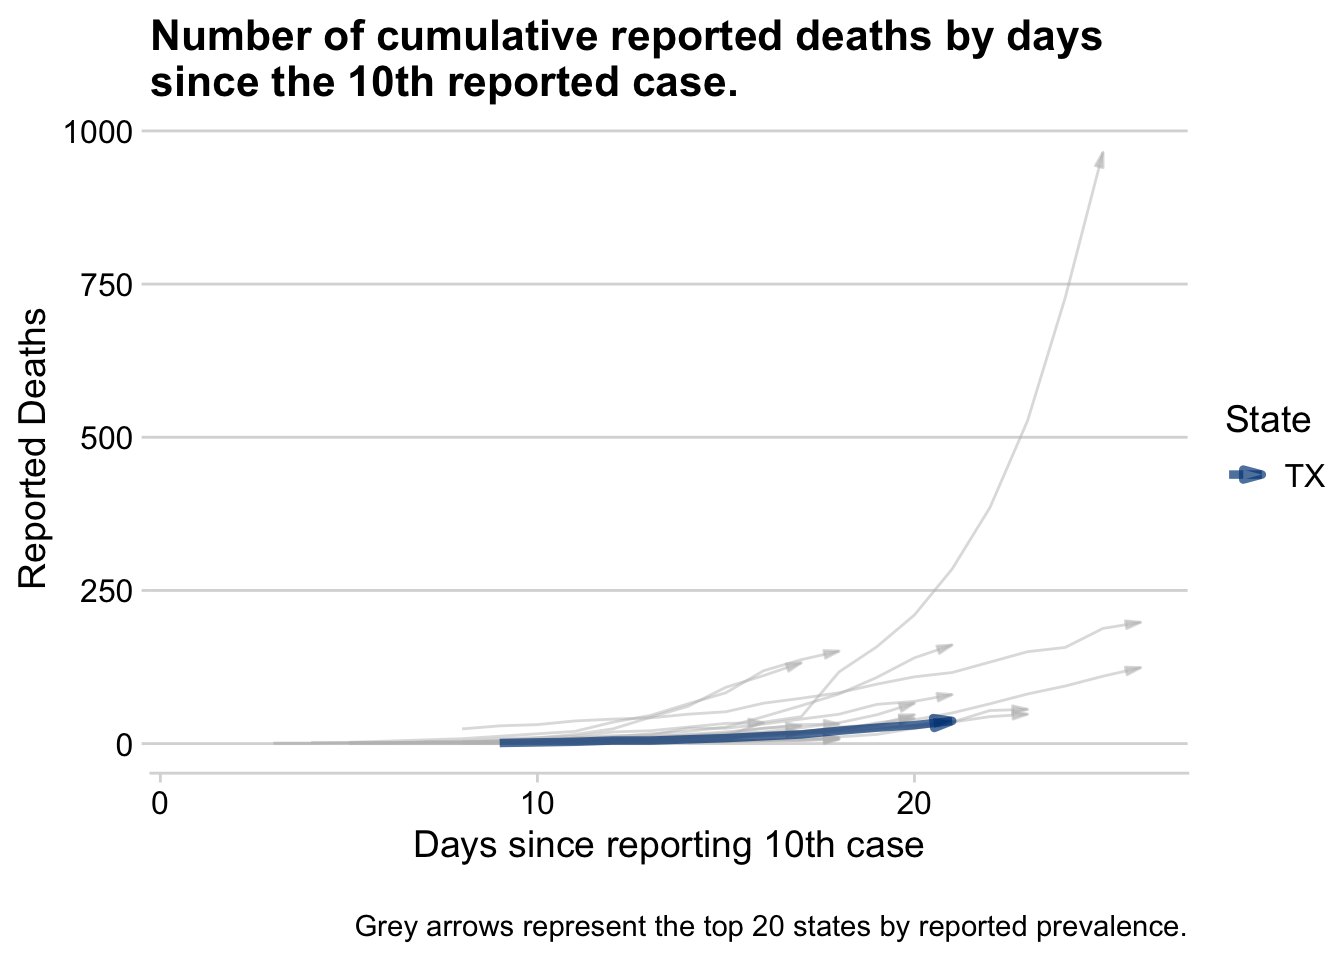 Number of cumulative reported deaths by days
since the 10th reported case.
1000
750
500
250
0
Reported Deaths
0 10 20
Days since reporting 10th case
State
TX
Grey arrows represent the top 20 states by reported prevalence.